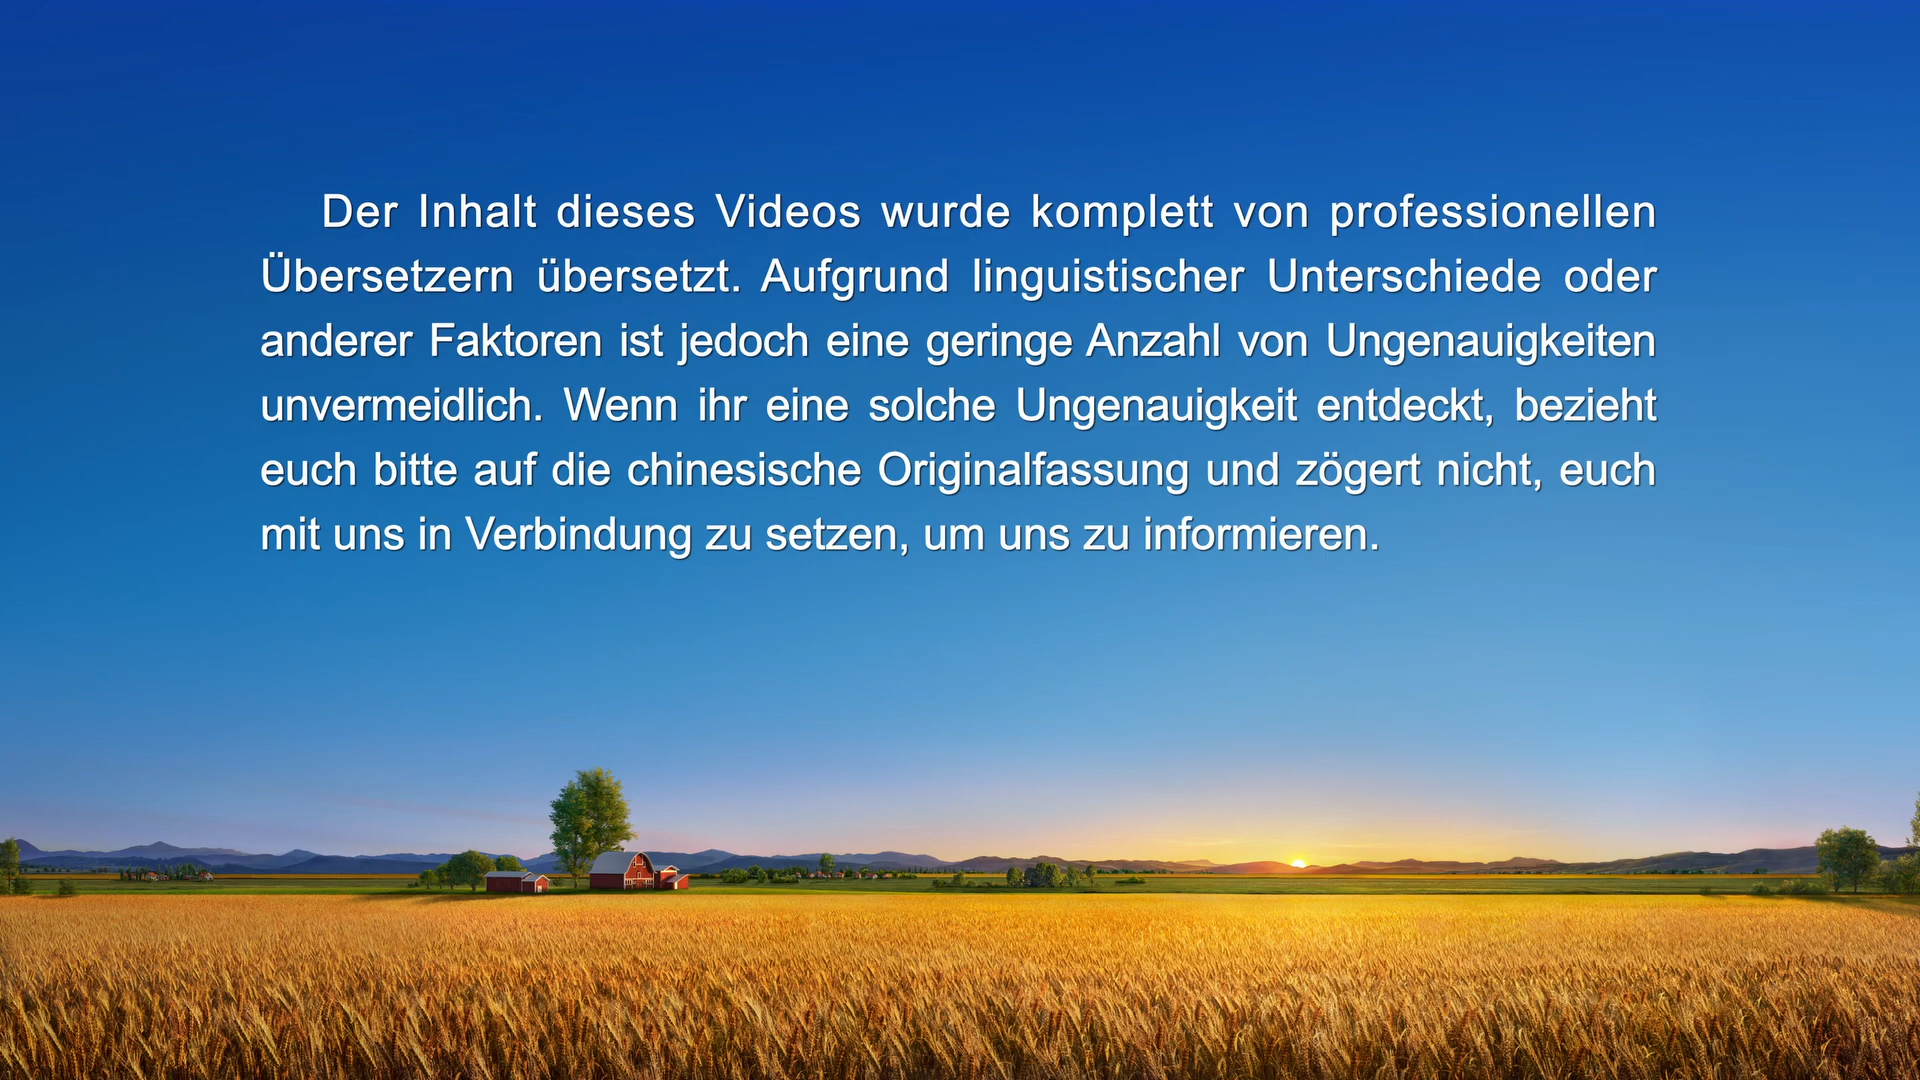 Der Inhalt dieses Videos wurde komplett von professionellen
Übersetzern übersetzt. Aufgrund linguistischer Unterschiede oder
anderer Faktoren ist jedoch eine geringe Anzahl von Ungenauigkeiten
unvermeidlich. Wenn ihr eine solche Ungenauigkeit entdeckt, bezieht
euch bitte auf die chinesische Originalfassung und zögert nicht, euch
mit uns in Verbindung zu setzen, um uns zu informieren.